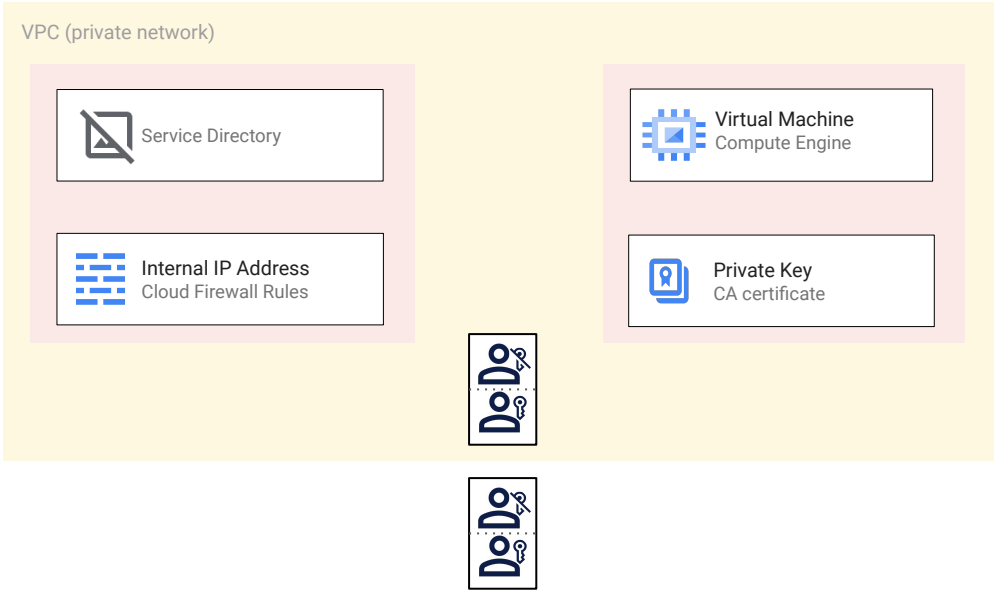 VPC (private network)
Service Directory
Virtual Machine
Compute Engine
Internal IP Address
Cloud Firewall Rules
Private Key
CA certificate